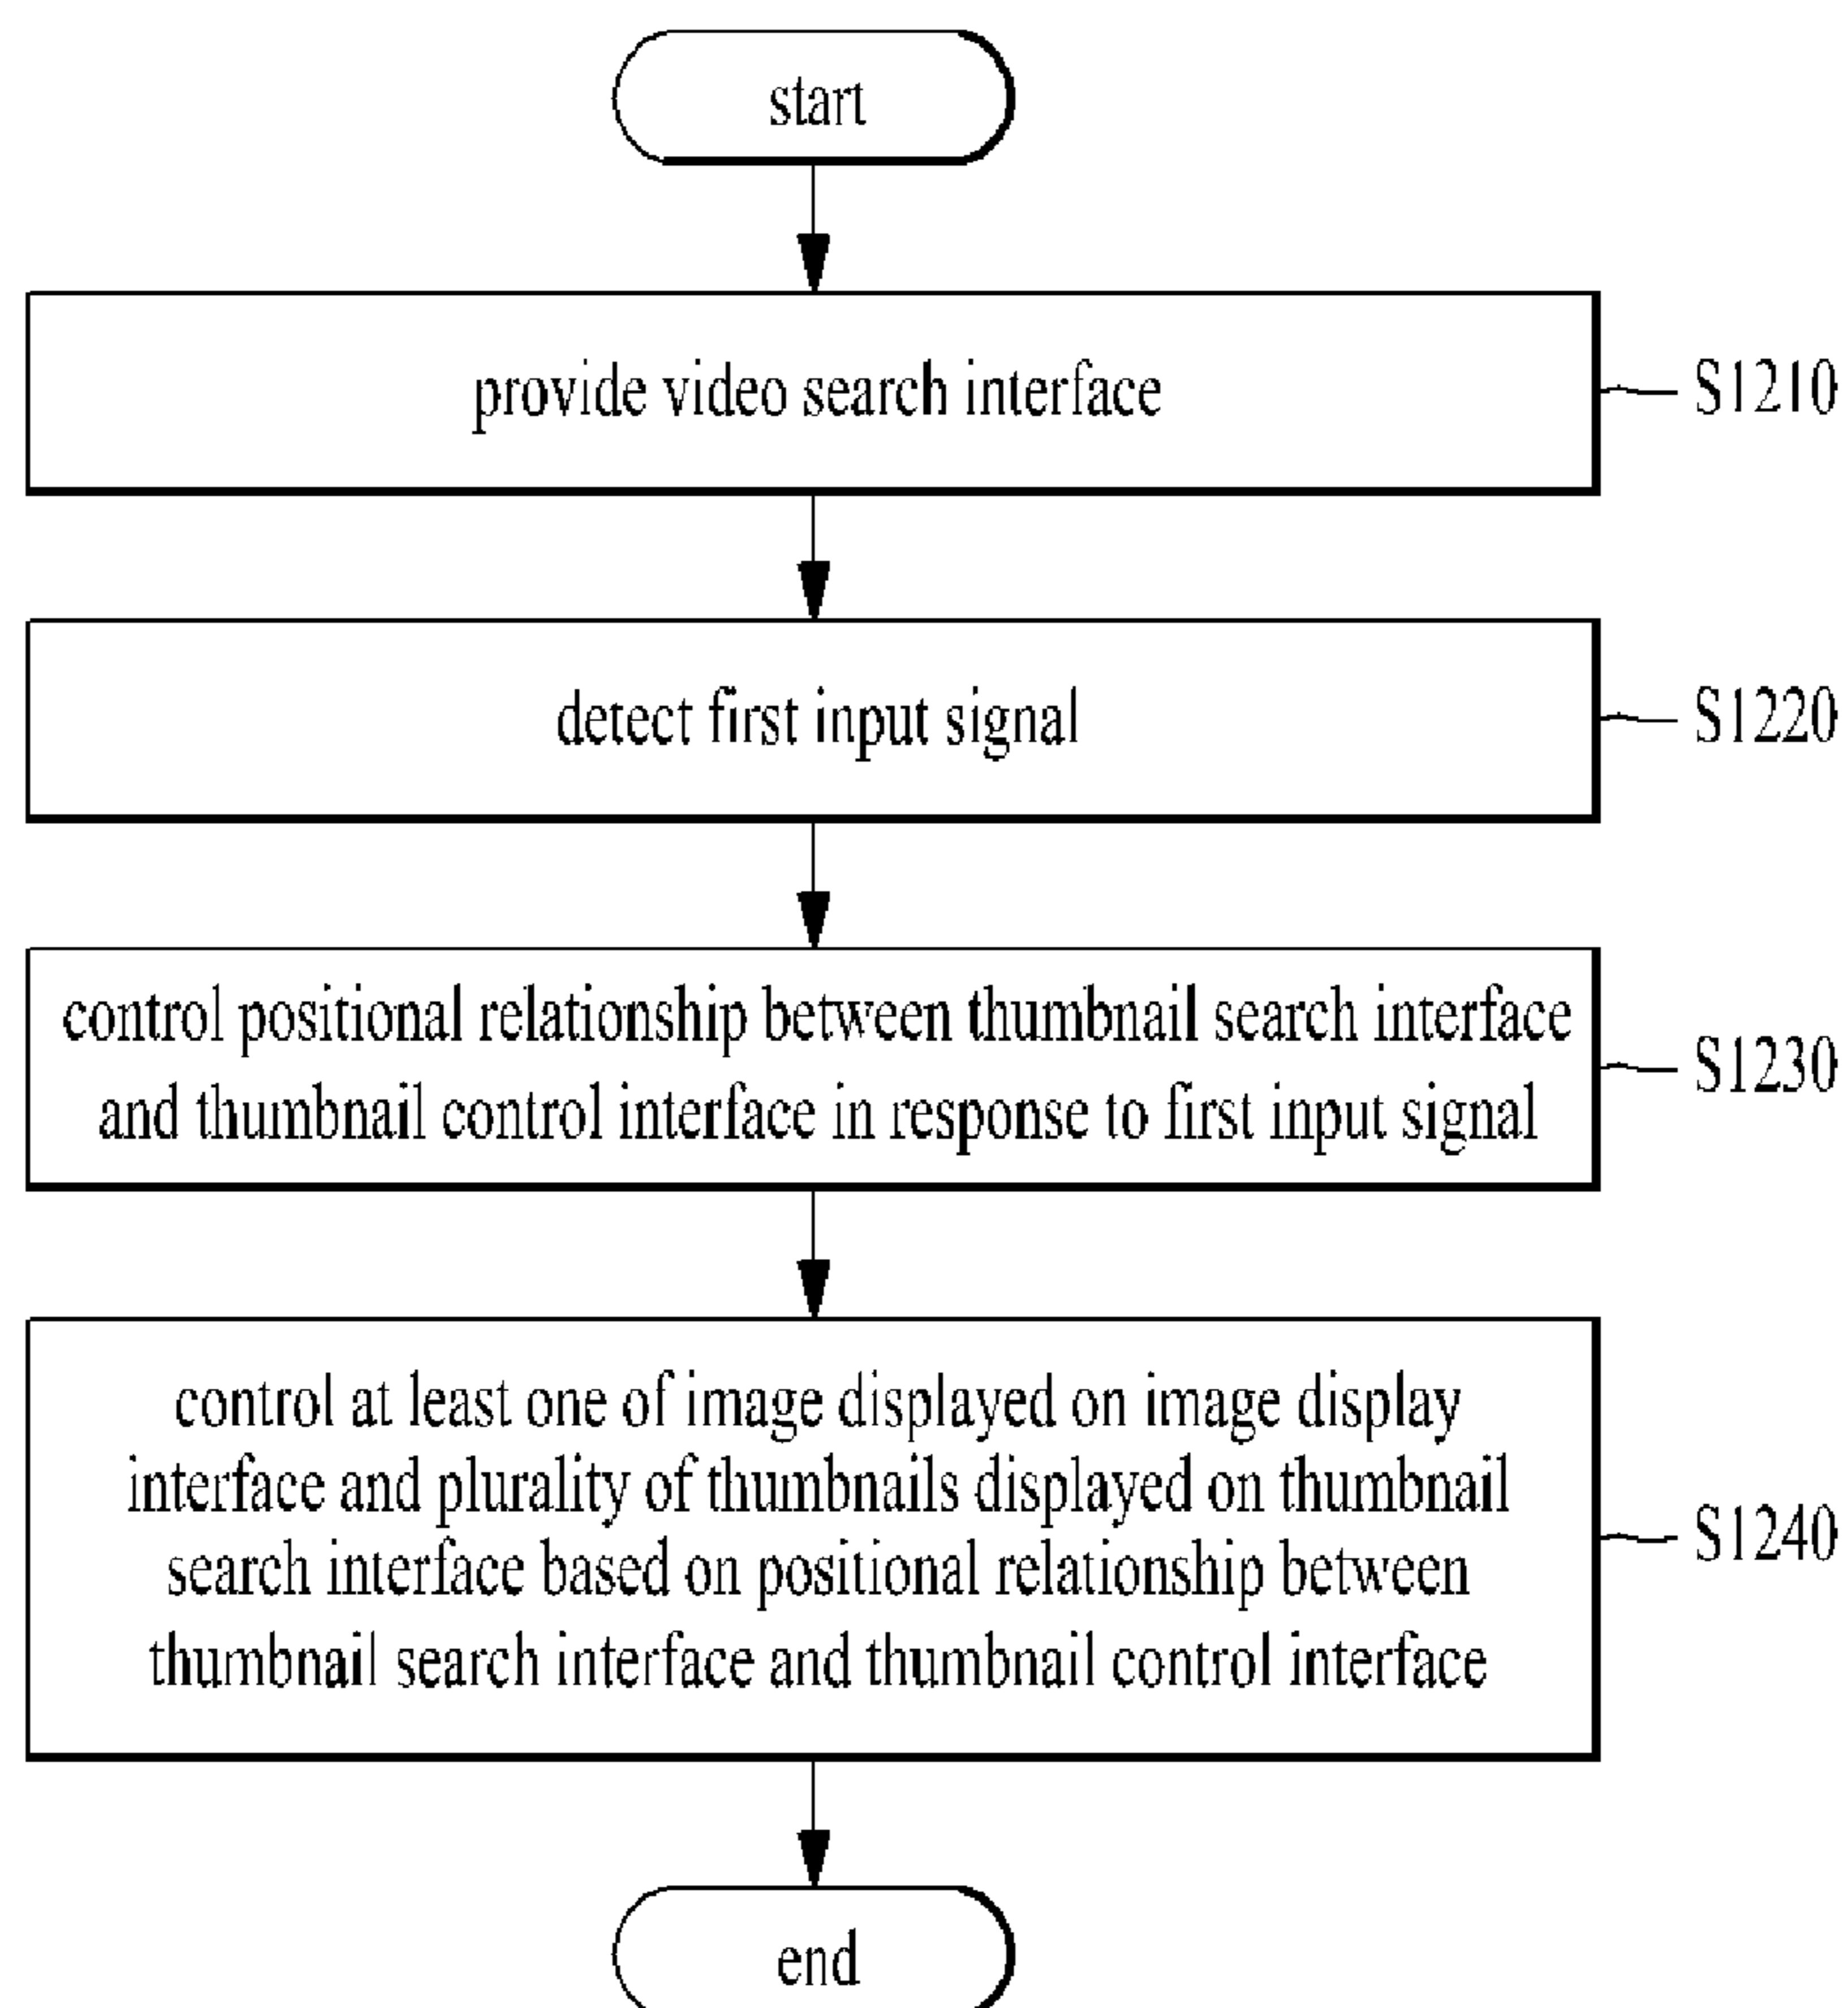 start
provide video search interface
S1210
detect first input signal
S1220
control positional relationship between thumbnail search interface
and thumbnail control interface in response to first input signal
S1230
control at least one of image displayed on image display
interface and plurality of thumbnails displayed on thumbnail
search interface based on positional relationship between
thumbnail search interface and thumbnail control interface
S1240
end